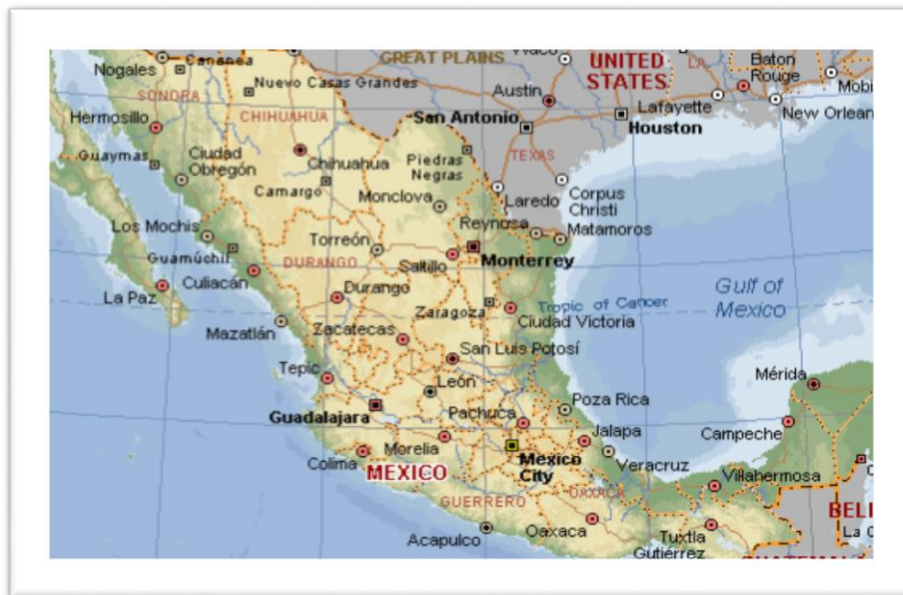 GREAT PLAINS
Waco
UNITED
STATES
LA
Baton
Rouge
Nogales
Cananea
Nuevo Casas Grandes
Austin
Lafayette
New Orlean
SONORA
CHIHUAHUA
San Antonio
Houston
Hermosillo
TEXAS
Guaymas
Ciudad
Obregón
Chihuahua
Piedras
Negras
Camargo
Monclova
Laredo
Corpus
Christi
Los Mochis
Reynosa
Matamoros
Torreón
Guamúchil
DURANGO
Saltillo
Monterrey
La Paz
Culiacán
Durango
Zaragoza
Tropic of Cancer
Gulf of
Mexico
Ciudad Victoria
Mazatlán
Zacatecas
San Luis Potosí
Tepic
León
Mérida
Guadalajara
Pachuca
Poza Rica
Jalapa
Campeche
Colima
Morelia
MEXICO
Mexico
City
Veracruz
Villahermosa
GUERRERO
OAXACA
BELI
Acapulco
Oaxaca
Tuxtla
Gutiérrez